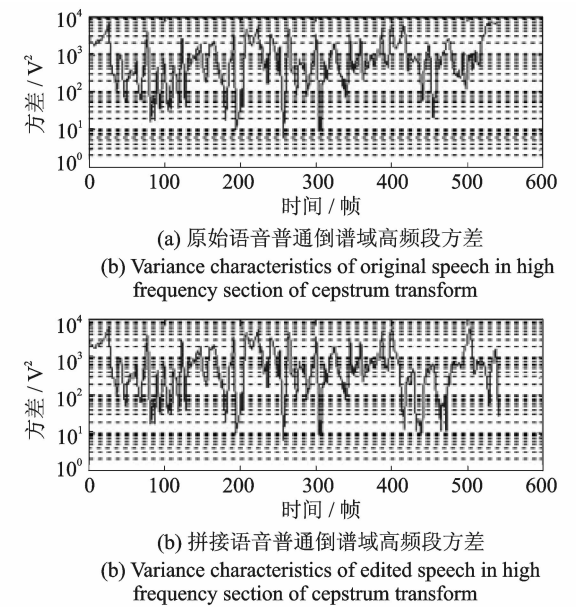 10⁴
10³
10²
10¹
10⁰
方差 / V²
0 100 200 300 400 500 600
时间 / 帧
(a) 原始语音普通倒谱域高频段方差
(b) Variance characteristics of original speech in high
frequency section of cepstrum transform
10⁴
10³
10²
10¹
10⁰
方差 / V²
0 100 200 300 400 500 600
时间 / 帧
(b) 拼接语音普通倒谱域高频段方差
(b) Variance characteristics of edited speech in high
frequency section of cepstrum transform